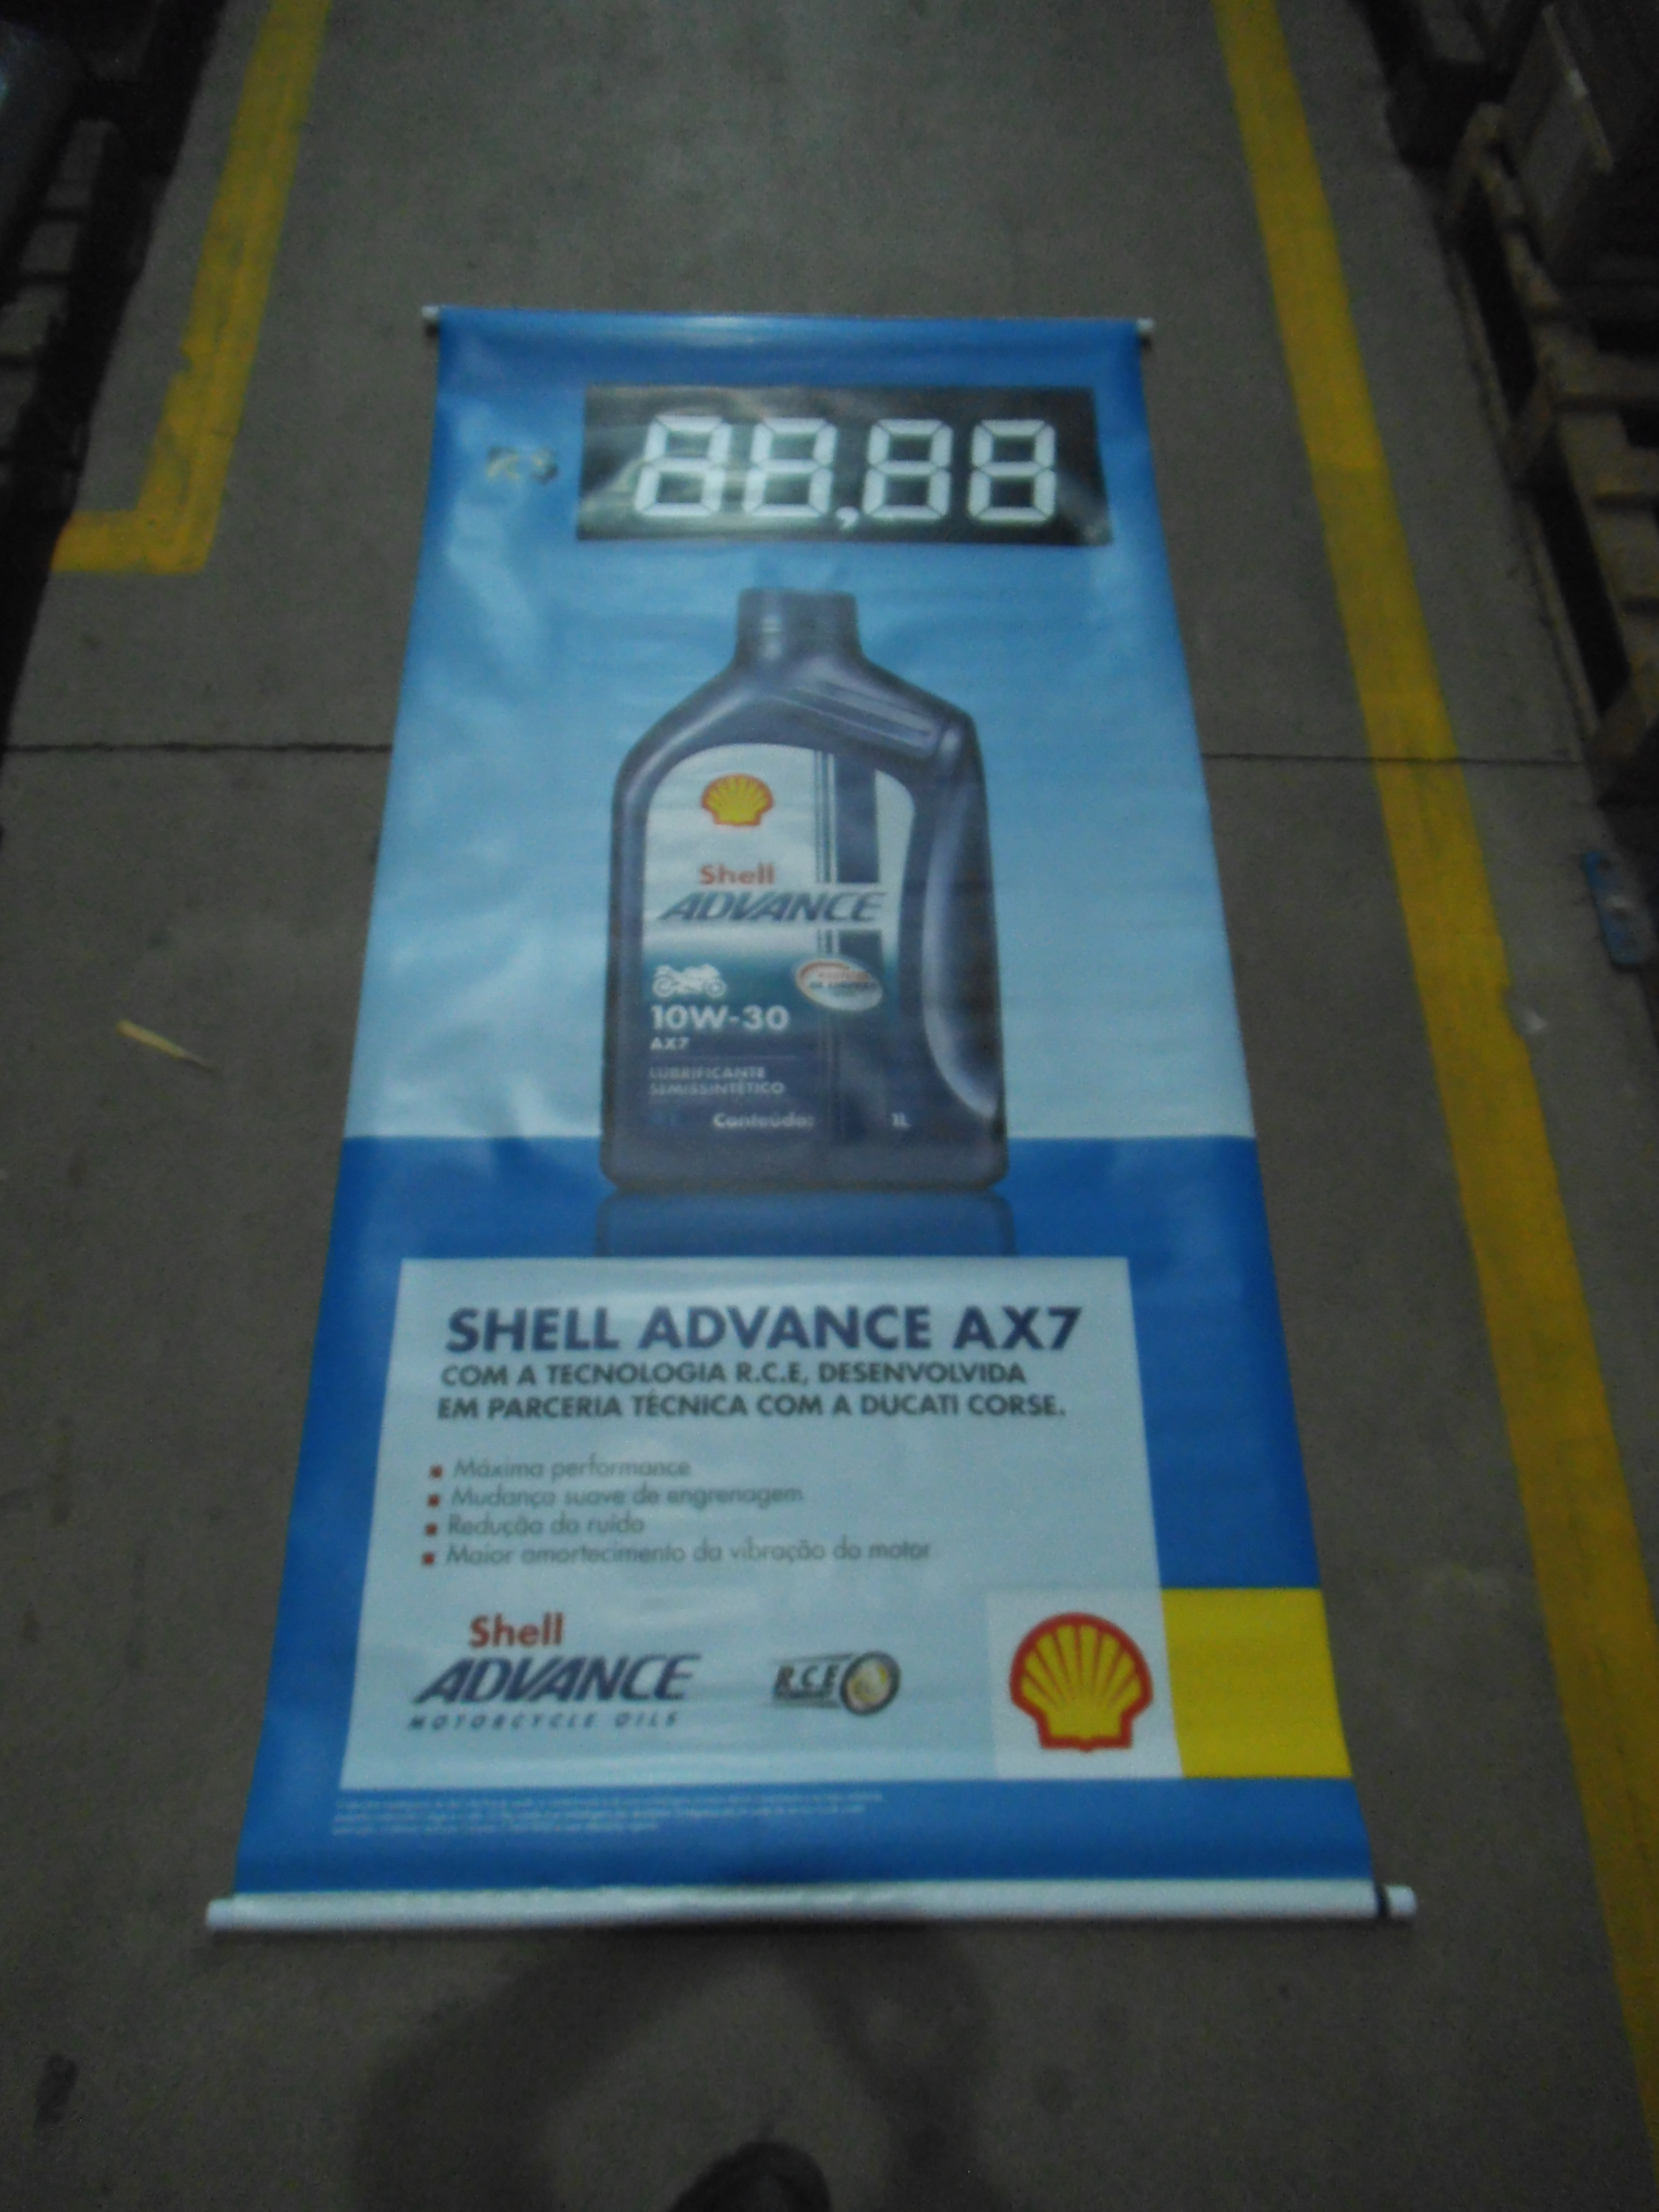 R$ 88,88
Shell
ADVANCE
10W-30
AX7
LUBRIFICANTE
SEMISSINTÉTICO
Conteúdo: 1L
SHELL ADVANCE AX7
COM A TECNOLOGIA R.C.E, DESENVOLVIDA
EM PARCERIA TÉCNICA COM A DUCATI CORSE.
Máxima performance
Mudança suave de engrenagem
Redução do ruído
Maior amortecimento da vibração do motor
Shell
ADVANCE
MOTORCYCLE OILS
R.C.E